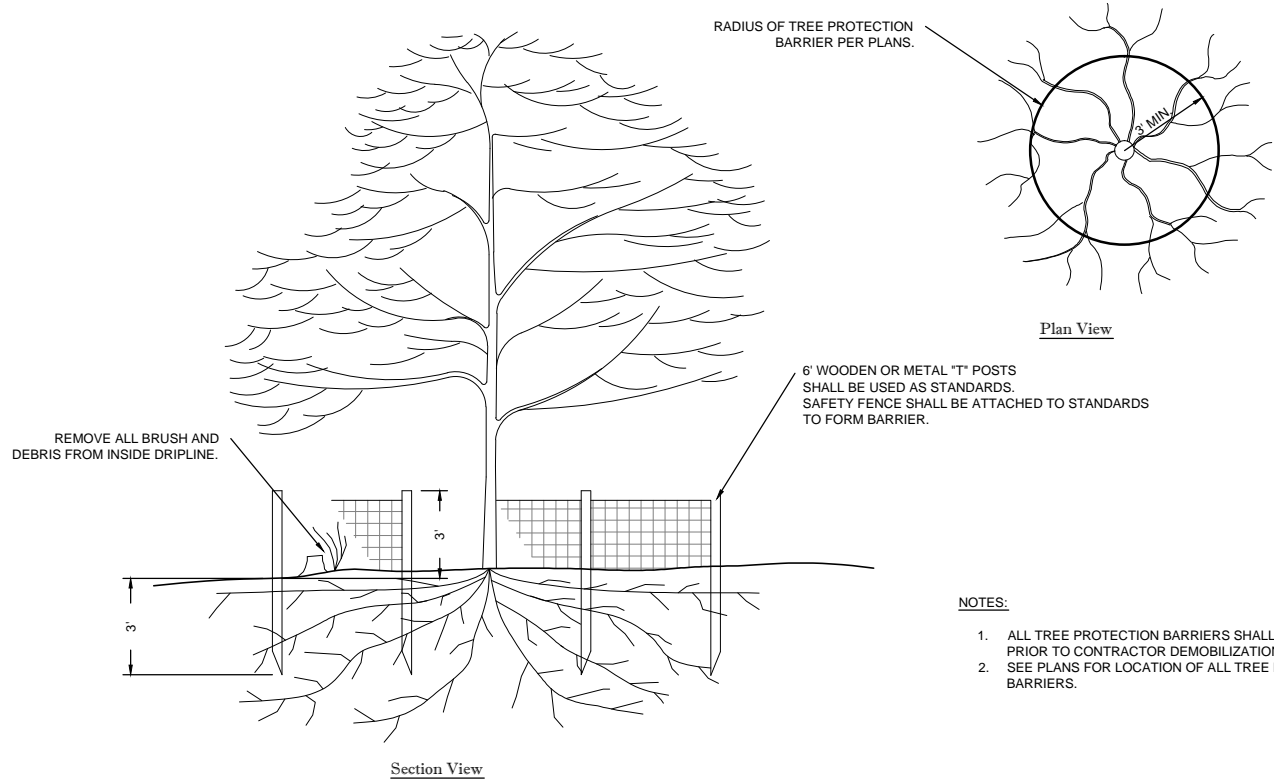 RADIUS OF TREE PROTECTION
BARRIER PER PLANS.
3' MIN.
Plan View
6' WOODEN OR METAL "T" POSTS
SHALL BE USED AS STANDARDS.
SAFETY FENCE SHALL BE ATTACHED TO STANDARDS
TO FORM BARRIER.
REMOVE ALL BRUSH AND
DEBRIS FROM INSIDE DRIPLINE.
3'
3'
NOTES:
1. ALL TREE PROTECTION BARRIERS SHALL
PRIOR TO CONTRACTOR
2. SEE PLANS FOR LOCATION OF ALL TREE
BARRIERS.
Section View